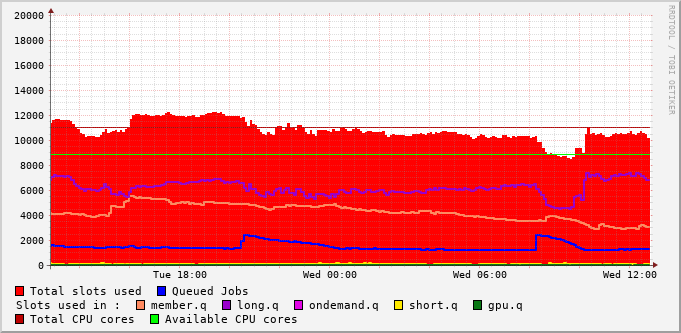 20000
18000
16000
14000
12000
10000
8000
6000
4000
2000
0
Tue 18:00 Wed 00:00 Wed 06:00 Wed 12:00
RRDTOOL / TOBI OETIKER
Total slots used Queued Jobs
Slots used in : member.q long.q ondemand.q short.q gpu.q
Total CPU cores Available CPU cores